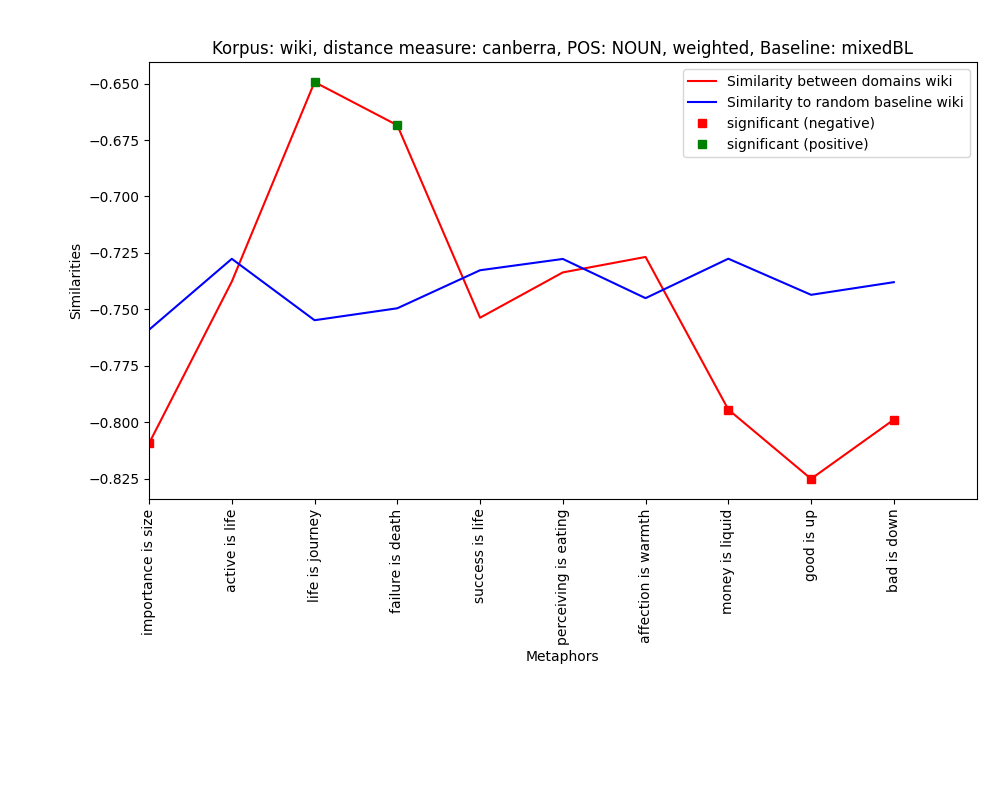 Korpus: wiki, distance measure: canberra, POS: NOUN, weighted, Baseline: mixedBL
Similarity between domains wiki
Similarity to random baseline wiki
significant (negative)
significant (positive)
Similarities
−0.650
−0.675
−0.700
−0.725
−0.750
−0.775
−0.800
−0.825
importance is size
active is life
life is journey
failure is death
success is life
perceiving is eating
affection is warmth
money is liquid
good is up
bad is down
Metaphors